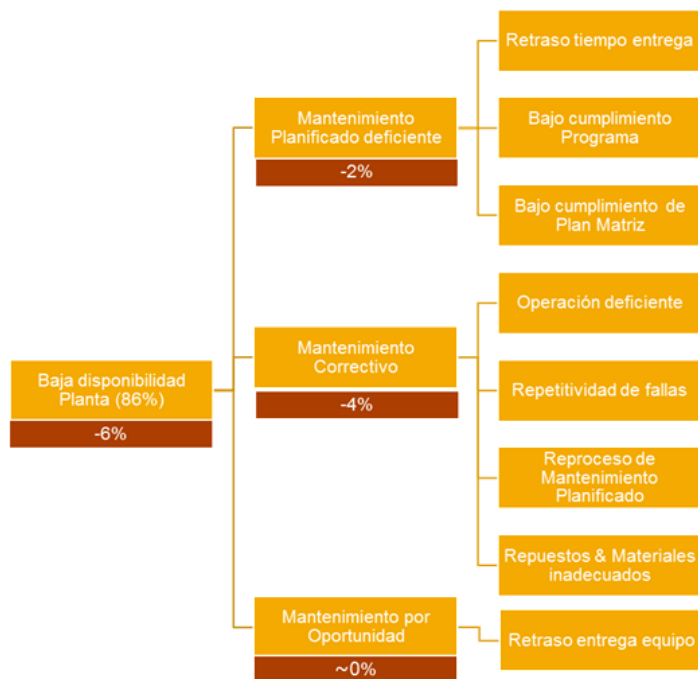 Retraso tiempo entrega
Mantenimiento
Planificado deficiente
-2%
Bajo cumplimiento
Programa
Bajo cumplimiento de
Plan Matriz
Baja disponibilidad
Planta (86%)
-6%
Mantenimiento
Correctivo
-4%
Operación deficiente
Repetitividad de fallas
Reproceso de
Mantenimiento
Planificado
Repuestos & Materiales
inadecuados
Mantenimiento por
Oportunidad
~0%
Retraso entrega equipo